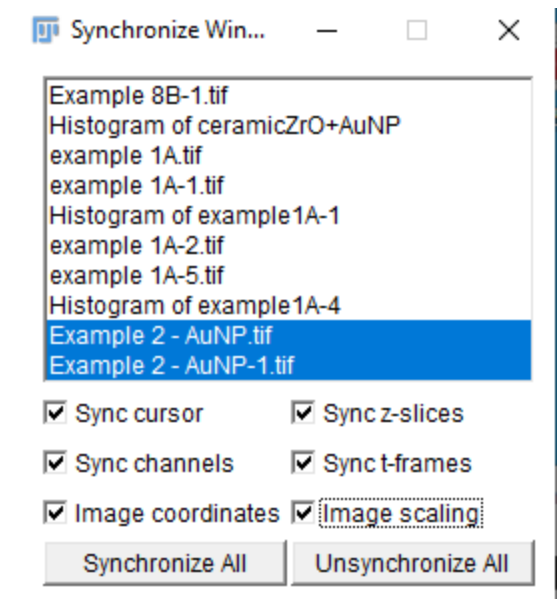 Synchronize Win...
Example 8B-1.tif
Histogram of ceramicZrO+AuNP
example 1A.tif
example 1A-1.tif
Histogram of example1A-1
example 1A-2.tif
example 1A-5.tif
Histogram of example1A-4
Example 2 - AuNP.tif
Example 2 - AuNP-1.tif
Sync cursor Sync z-slices
Sync channels Sync t-frames
Image coordinates Image scaling
Synchronize All Unsynchronize All